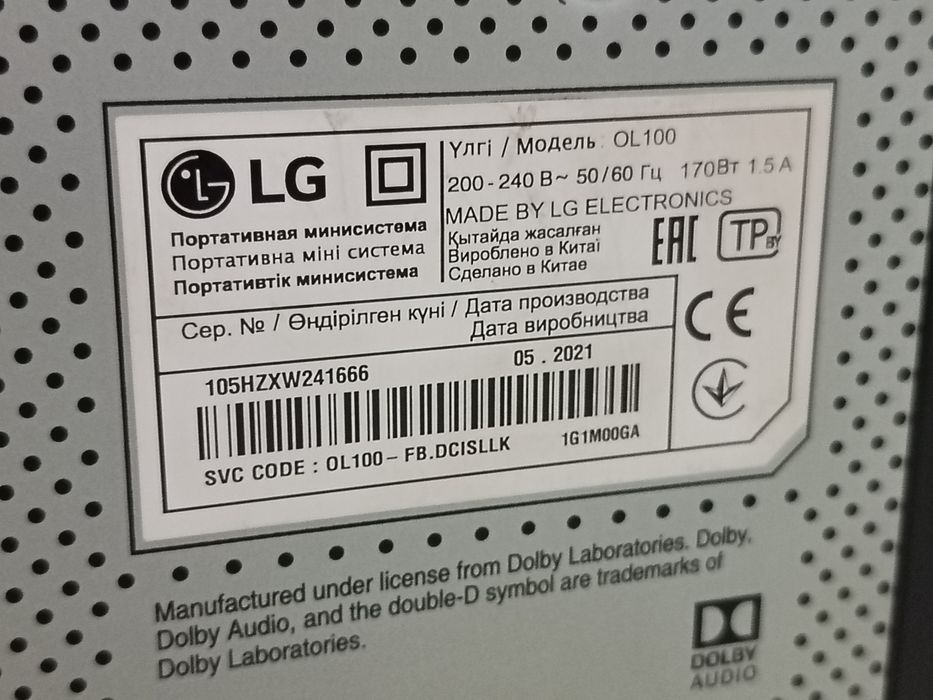 LG
Портативная минисистема
Портативна міні система
Портативтік минисистема
Үлгі / Модель: OL100
200 - 240 В~ 50/60 Гц 170Вт 1.5 A
MADE BY LG ELECTRONICS
Қытайда жасалған
Вироблено в Китаї
Сделано в Китае
EAC
TP BY
CE
Сер. № / Өндірілген күні / Дата производства
Дата виробництва
105HZXW241666
05 . 2021
SVC CODE : OL100 - FB.DCISLLK
1G1M00GA
Manufactured under license from Dolby Laboratories. Dolby,
Dolby Audio, and the double-D symbol are trademarks of
Dolby Laboratories.
DOLBY
AUDIO